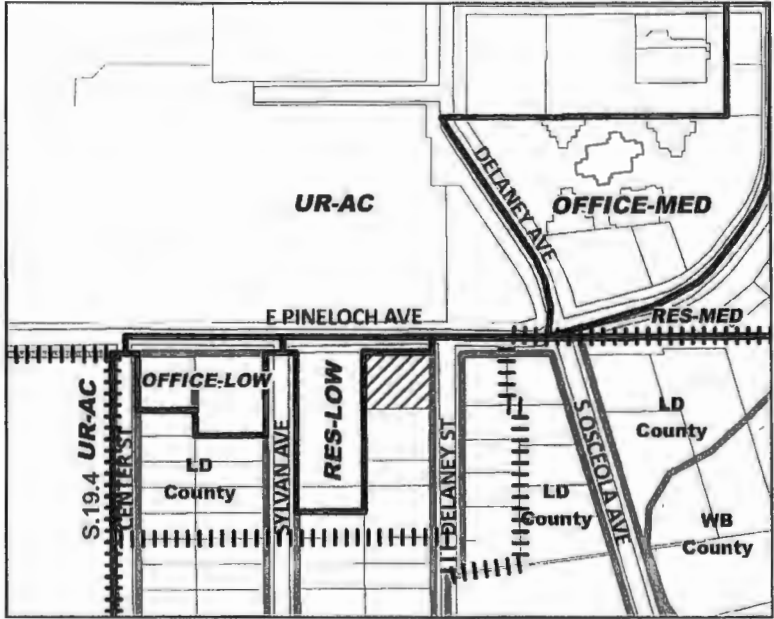 UR-AC
DELANEY AVE
OFFICE-MED
E PINELOCH AVE
RES-MED
OFFICE-LOW
S.19.4 UR-AC
CENTER ST
LD
County
SYLVAN AVE
RES-LOW
DELANEY ST
LD
County
S OSCEOLA AVE
LD
County
WB
County